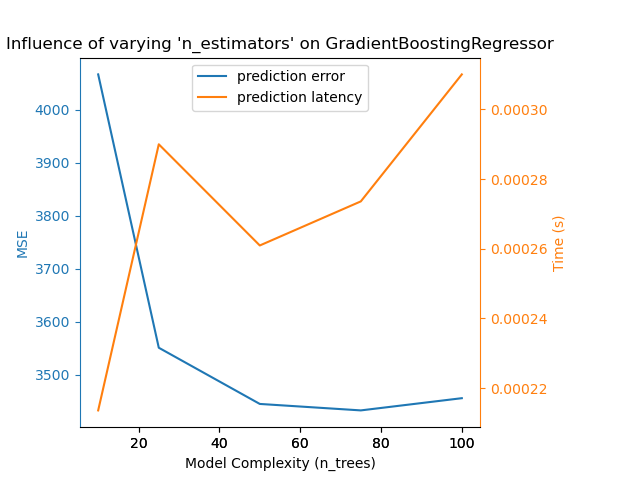 Influence of varying 'n_estimators' on GradientBoostingRegressor
prediction error
prediction latency
4000
3900
3800
3700
3600
3500
MSE
0.00030
0.00028
0.00026
0.00024
0.00022
Time (s)
20 40 60 80 100
Model Complexity (n_trees)